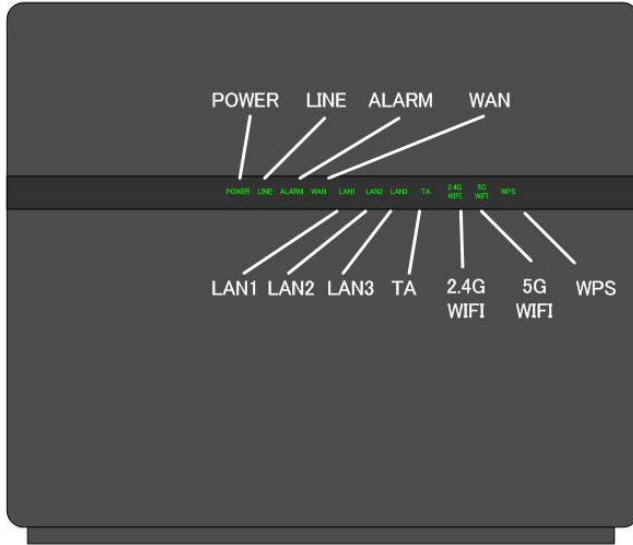 POWER LINE ALARM WAN
POWER LINE ALARM WAN LAN1 LAN2 LAN3 TA 2.4G WIFI 5G WIFI WPS
LAN1 LAN2 LAN3 TA 2.4G WIFI 5G WIFI WPS